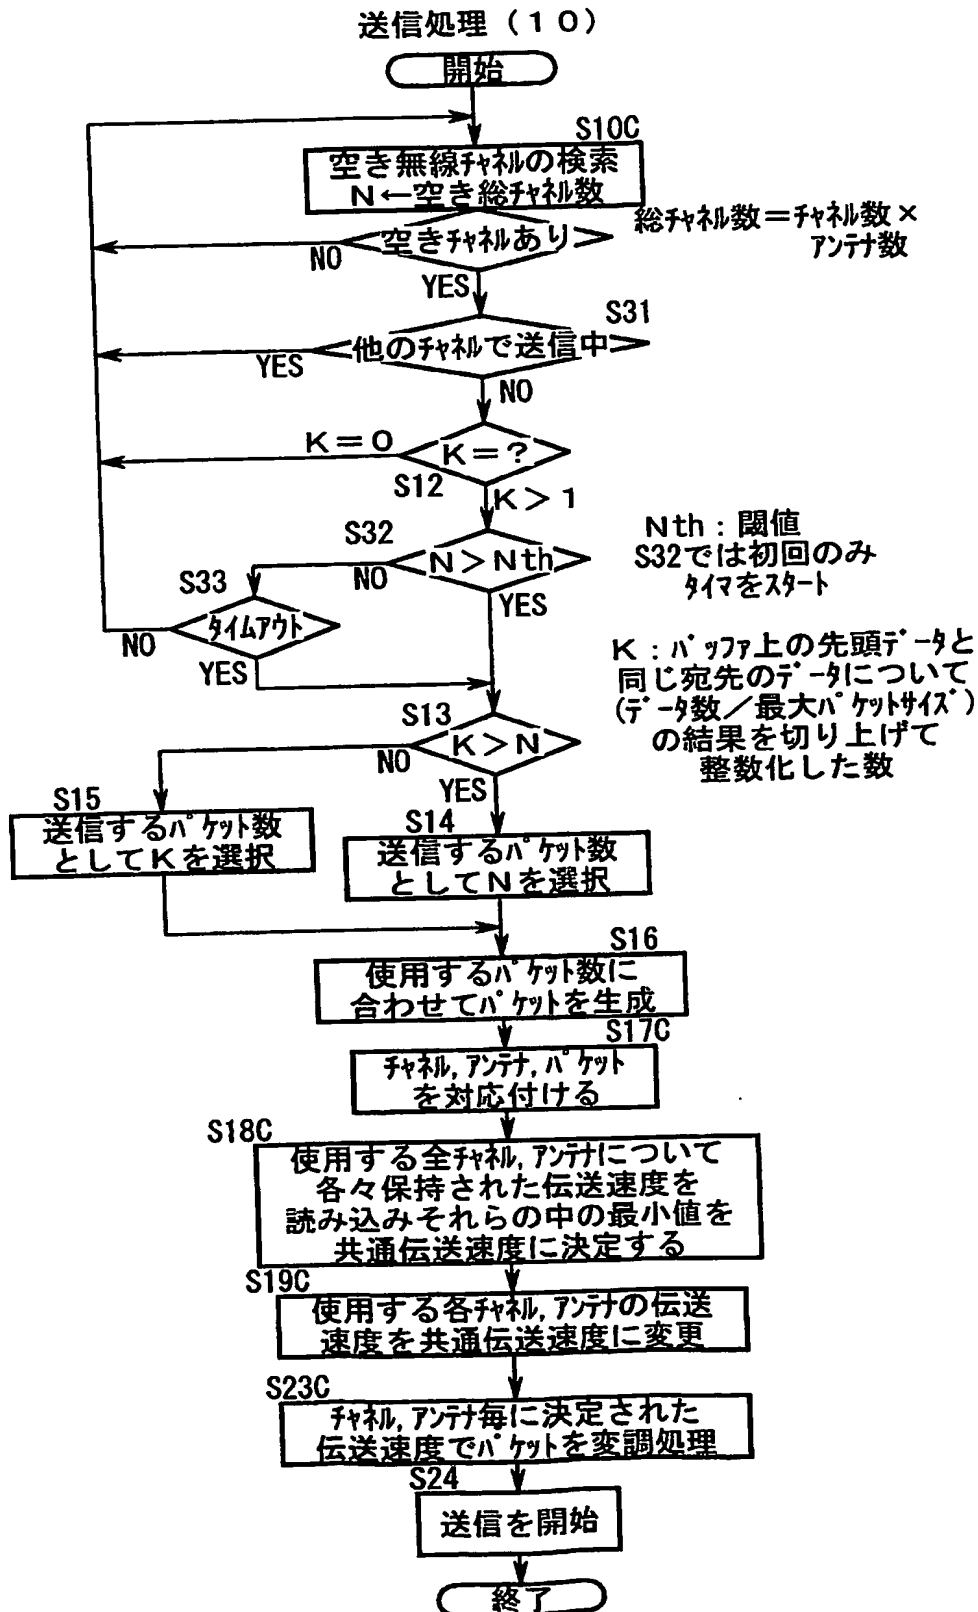 送信処理（１０）
開始
S10C
空き無線ﾁｬﾈﾙの検索
N←空き総ﾁｬﾈﾙ数
総ﾁｬﾈﾙ数＝ﾁｬﾈﾙ数×
ｱﾝﾃﾅ数
空きﾁｬﾈﾙあり
NO
YES
S31
他のﾁｬﾈﾙで送信中
YES
NO
K＝0
K＝？
S12
K＞1
Nth：閾値
S32では初回のみ
ﾀｲﾏをｽﾀｰﾄ
S32
N＞Nth
NO
YES
S33
ﾀｲﾑｱｳﾄ
NO
YES
K：ﾊﾞｯﾌｧ上の先頭ﾃﾞｰﾀと
同じ宛先のﾃﾞｰﾀについて
(ﾃﾞｰﾀ数／最大ﾊﾟｹｯﾄｻｲｽﾞ)
の結果を切り上げて
整数化した数
S13
K＞N
NO
YES
S15
送信するﾊﾟｹｯﾄ数
としてKを選択
S14
送信するﾊﾟｹｯﾄ数
としてNを選択
S16
使用するﾊﾟｹｯﾄ数に
合わせてﾊﾟｹｯﾄを生成
S17C
ﾁｬﾈﾙ,ｱﾝﾃﾅ,ﾊﾟｹｯﾄ
を対応付ける
S18C
使用する全ﾁｬﾈﾙ,ｱﾝﾃﾅについて
各々保持された伝送速度を
読み込みそれらの中の最小値を
共通伝送速度に決定する
S19C
使用する各ﾁｬﾈﾙ,ｱﾝﾃﾅの伝送
速度を共通伝送速度に変更
S23C
ﾁｬﾈﾙ,ｱﾝﾃﾅ毎に決定された
伝送速度でﾊﾟｹｯﾄを変調処理
S24
送信を開始
終了